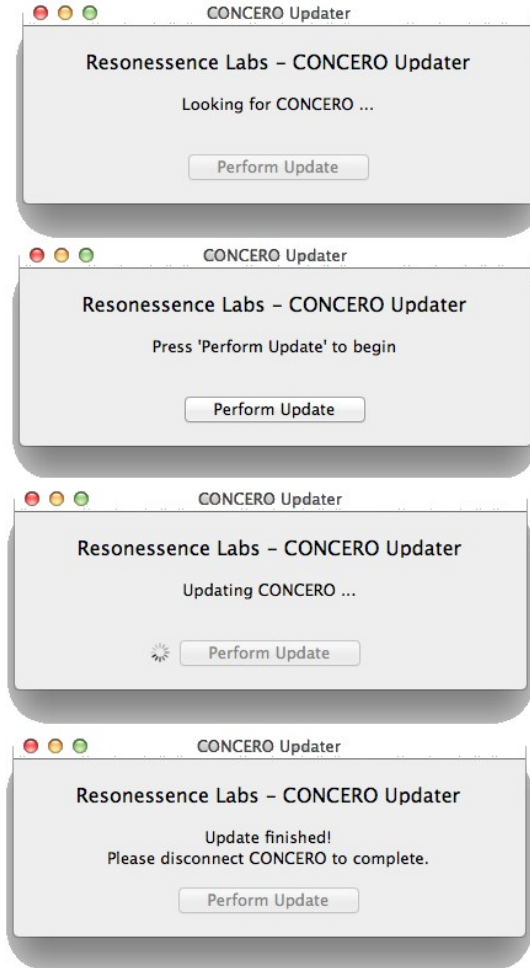 CONCERO Updater
Resonessence Labs – CONCERO Updater
Looking for CONCERO ...
Perform Update
CONCERO Updater
Resonessence Labs – CONCERO Updater
Press 'Perform Update' to begin
Perform Update
CONCERO Updater
Resonessence Labs – CONCERO Updater
Updating CONCERO ...
Perform Update
CONCERO Updater
Resonessence Labs – CONCERO Updater
Update finished!
Please disconnect CONCERO to complete.
Perform Update